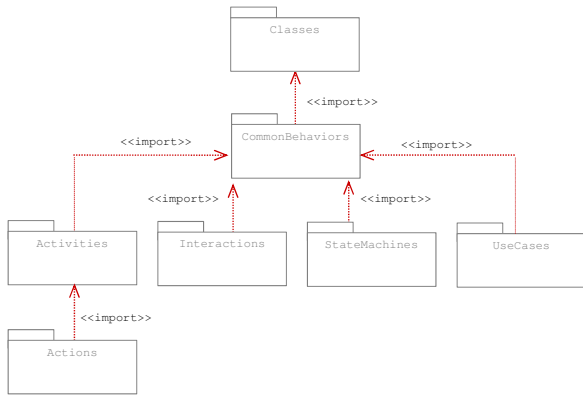 Classes
<<import>>
CommonBehaviors
<<import>>
<<import>>
<<import>>
<<import>>
Activities
Interactions
StateMachines
UseCases
<<import>>
Actions